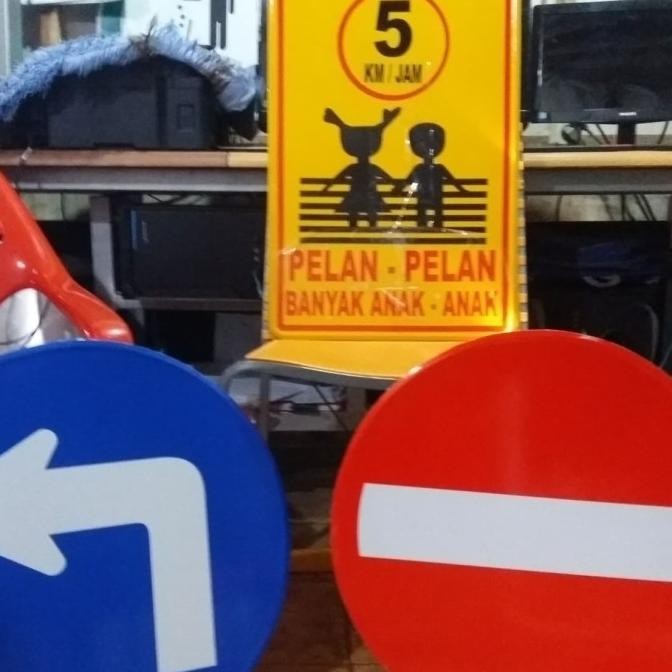 5
KM / JAM
PELAN - PELAN
BANYAK ANAK - ANAK